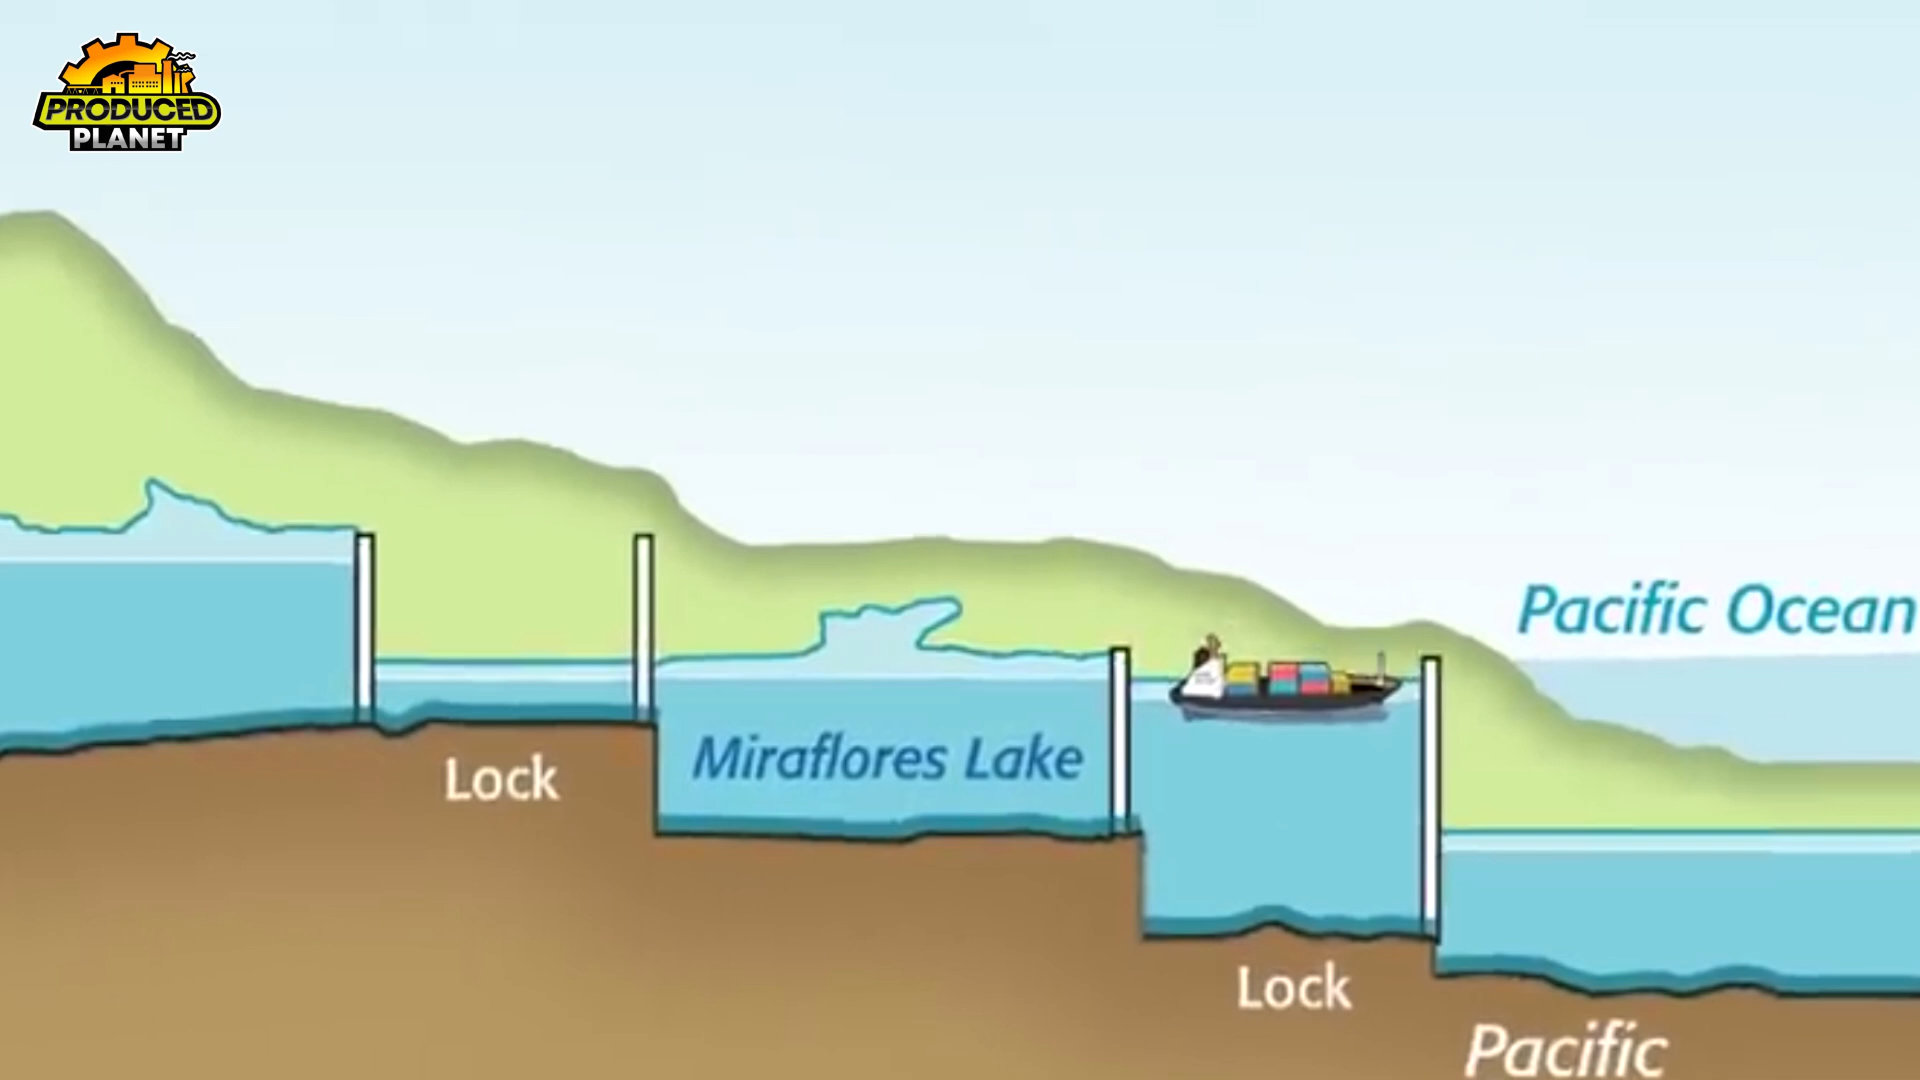 PRODUCED
PLANET
Pacific Ocean
Miraflores Lake
Lock
Lock
Pacific